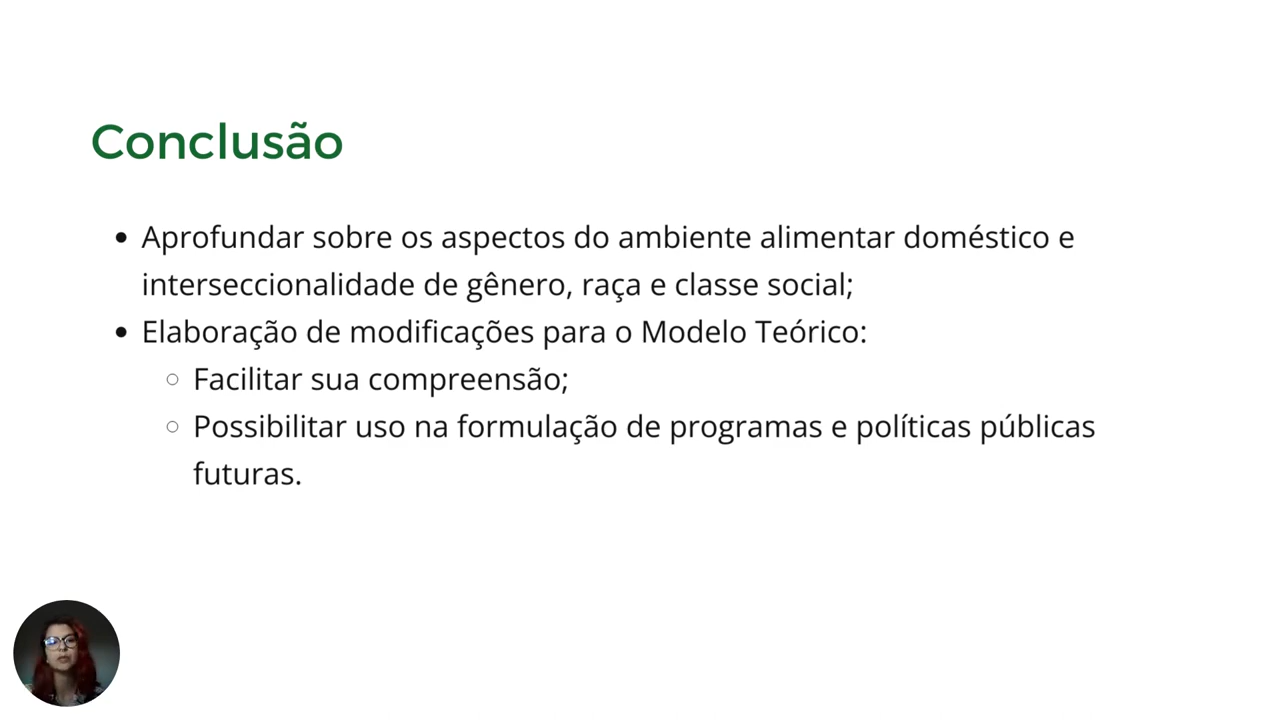 Conclusão
• Aprofundar sobre os aspectos do ambiente alimentar doméstico e
interseccionalidade de gênero, raça e classe social;
• Elaboração de modificações para o Modelo Teórico:
○ Facilitar sua compreensão;
○ Possibilitar uso na formulação de programas e políticas públicas
futuras.